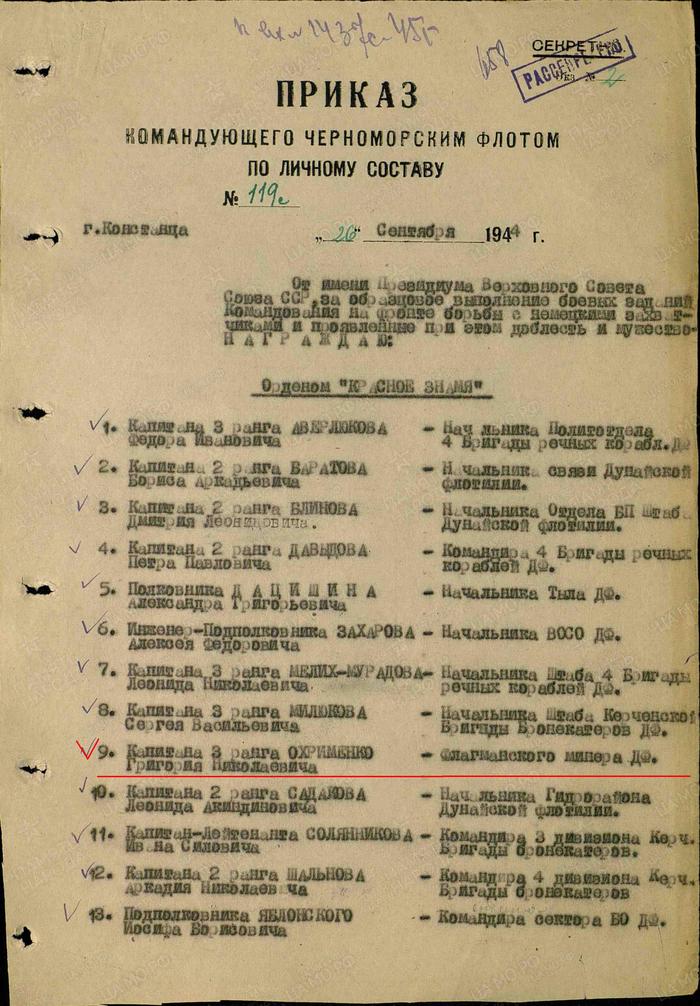 СЕКРЕТНО
РАССЕКРЕЧЕНО
Экз. № 4
158
ПРИКАЗ
КОМАНДУЮЩЕГО ЧЕРНОМОРСКИМ ФЛОТОМ
ПО ЛИЧНОМУ СОСТАВУ
№ 119с
г.Констанца „26" Сентября 1944 г.
От имени Президиума Верховного Совета
Союза ССР, за образцовое выполнение боевых заданий
Командования на фронте борьбы с немецкими захват-
чиками и проявленные при этом доблесть и мужество-
Н А Г Р А Ж Д А Ю:
Орденом "КРАСНОЕ ЗНАМЯ"
1. Капитана 3 ранга АВЕРЛЮКОВА – Начальника Политотдела
Федора Ивановича 4 Бригады речных корабл.ДФ
2. Капитана 2 ранга БАРАТОВА – Начальника связи Дунайской
Бориса Аркадьевича флотилии.
3. Капитана 2 ранга БЛИНОВА – Начальника Отдела БП Штаба
Дмитрия Леонидовича. Дунайской флотилии.
4. Капитана 2 ранга ДАВЫДОВА – Командира 4 Бригады речных
Петра Павловича кораблей ДФ.
5. Полковника Д А Ц И Ш И Н А – Начальника Тыла ДФ.
Александра Григорьевича
6. Инженер-Подполковника ЗАХАРОВА – Начальника ВОСО ДФ.
Алексея Федоровича
7. Капитана 3 ранга МЕЛИХ-МУРАДОВА– Начальника Штаба 4 Бригады
Леонида Николаевича речных кораблей ДФ.
8. Капитана 3 ранга МИЛЮКОВА – Начальника Штаба Керченской
Сергея Васильевича Бригады Бронекатеров ДФ.
9. Капитана 3 ранга ОХРИМЕНКО – Флагманского минера ДФ.
Григория Николаевича
10. Капитана 2 ранга САДАКОВА – Начальника Гидрорайона
Леонида Акиндиновича Дунайской флотилии.
11. Капитан-Лейтенанта СОЛЯННИКОВА – Командира 3 дивизиона Керч.
Ивана Силовича Бригады бронекатеров.
12. Капитана 2 ранга ШАЛЬНОВА – Командира 4 дивизиона Керч.
Аркадия Николаевича Бригады бронекатеров
13. Подполковника ЯБЛОНСКОГО – Командира сектора БО ДФ.
Иосифа Борисовича